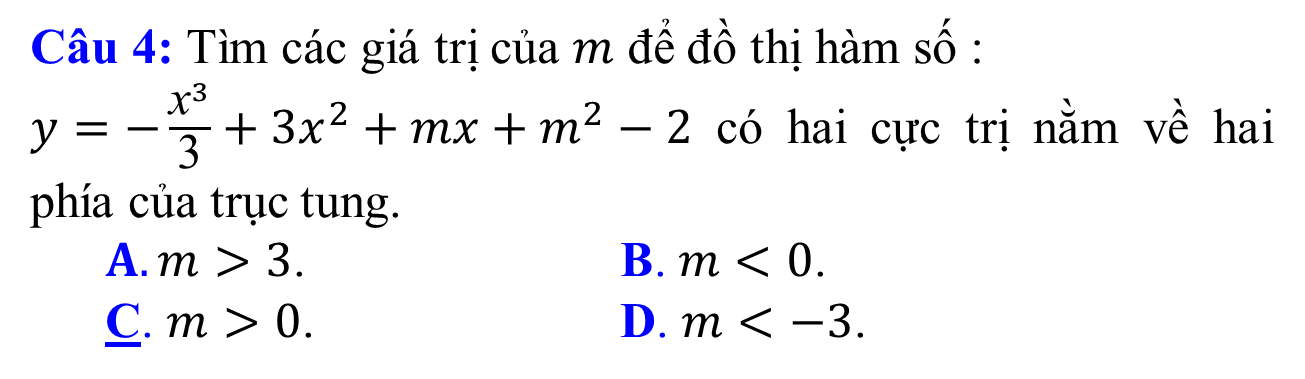 Câu 4: Tìm các giá trị của m để đồ thị hàm số :
y = −x³/3 + 3x² + mx + m² − 2 có hai cực trị nằm về hai
phía của trục tung.
A. m > 3. B. m < 0.
C. m > 0. D. m < −3.